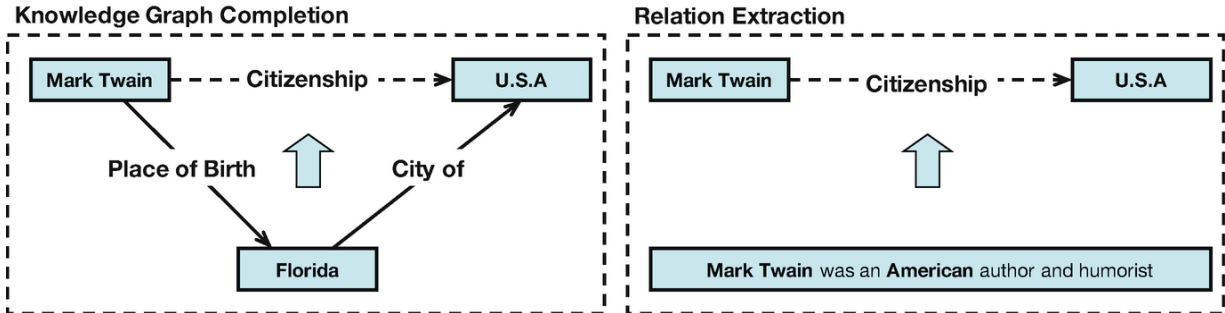 Knowledge Graph Completion
Mark Twain
Citizenship
U.S.A
Place of Birth
City of
Florida
Relation Extraction
Mark Twain
Citizenship
U.S.A
Mark Twain was an American author and humorist